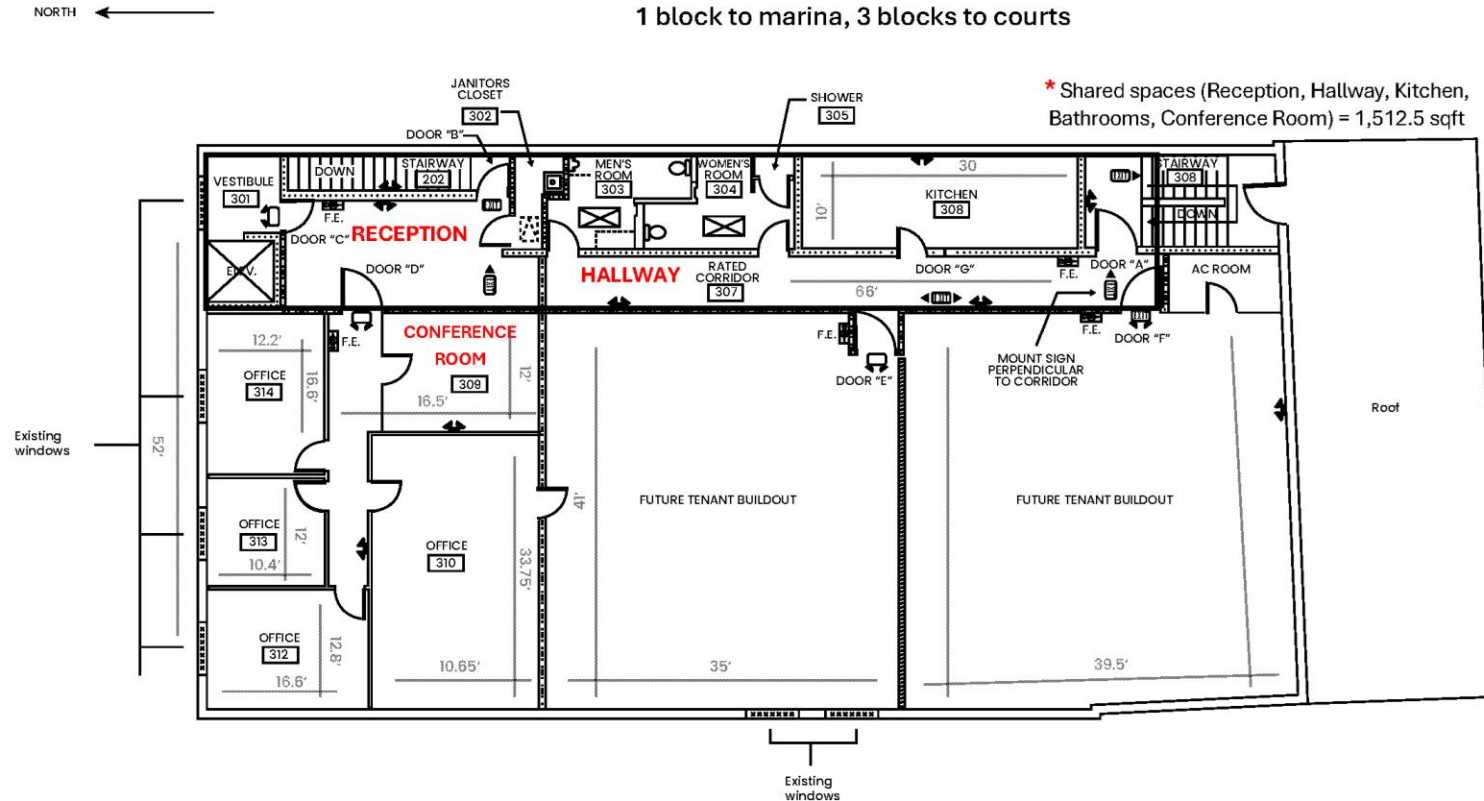 NORTH
1 block to marina, 3 blocks to courts
* Shared spaces (Reception, Hallway, Kitchen,
Bathrooms, Conference Room) = 1,512.5 sqft
JANITORS
CLOSET
302
DOOR "B"
SHOWER
305
VESTIBULE
301
DOWN
STAIRWAY
202
F.E.
DOOR "C"
RECEPTION
DOOR "D"
ELEV.
MEN'S
ROOM
303
WOMEN'S
ROOM
304
30
10'
KITCHEN
308
EXIT
STAIRWAY
308
DOWN
HALLWAY
RATED
CORRIDOR
307
DOOR "G"
66'
F.E.
DOOR "A"
AC ROOM
12.2'
OFFICE
314
16.6'
F.E.
CONFERENCE
ROOM
309
12'
16.5'
F.E.
DOOR "E"
F.E.
EXIT
DOOR "F"
MOUNT SIGN
PERPENDICULAR
TO CORRIDOR
Roof
Existing
windows
52'
OFFICE
313
12'
10.4'
OFFICE
310
33.75'
10.65'
41'
FUTURE TENANT BUILDOUT
35'
FUTURE TENANT BUILDOUT
39.5'
OFFICE
312
12.8'
16.6'
Existing
windows